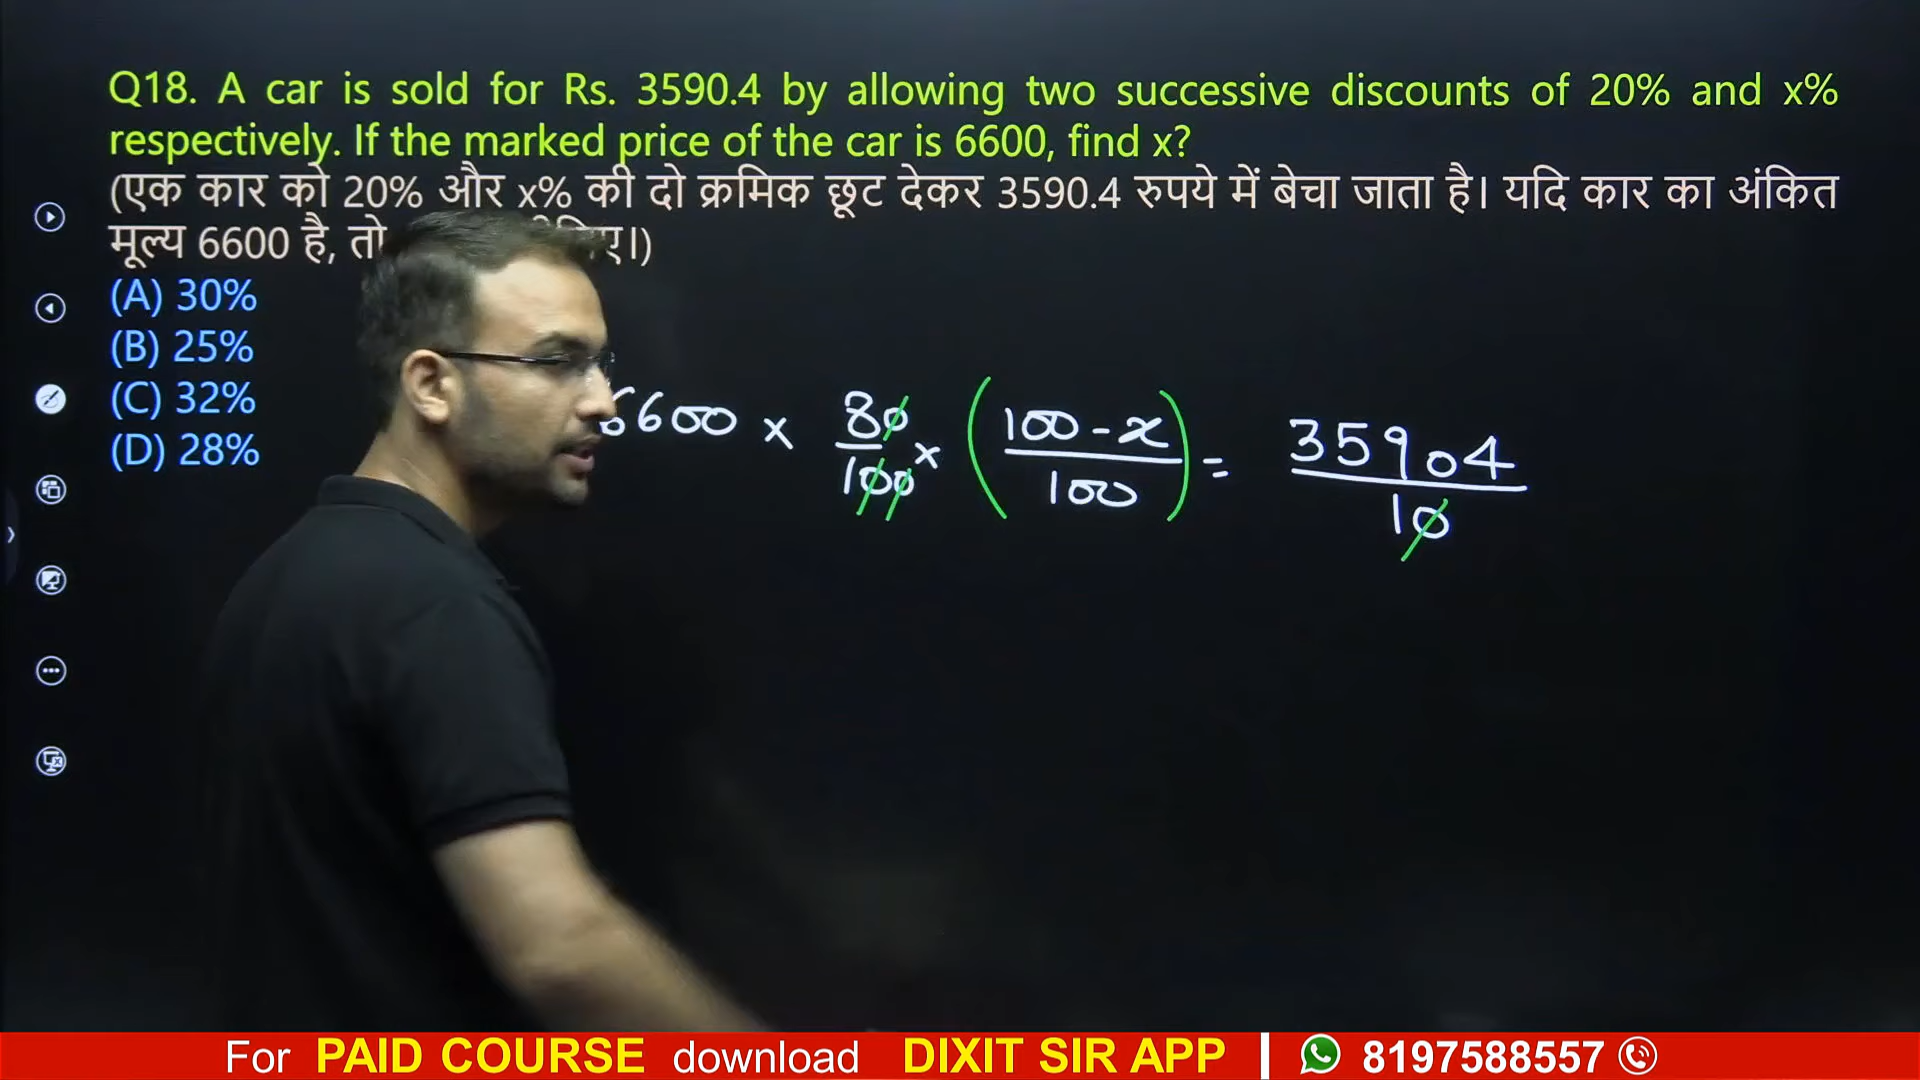 Q18. A car is sold for Rs. 3590.4 by allowing two successive discounts of 20% and x%
respectively. If the marked price of the car is 6600, find x?
(एक कार को 20% और x% की दो क्रमिक छूट देकर 3590.4 रुपये में बेचा जाता है। यदि कार का अंकित
मूल्य 6600 है, तो
(A) 30%
(B) 25%
(C) 32%
(D) 28%
6600 × 80/100 × (100 - x / 100) = 35904/10
For PAID COURSE download DIXIT SIR APP | 8197588557